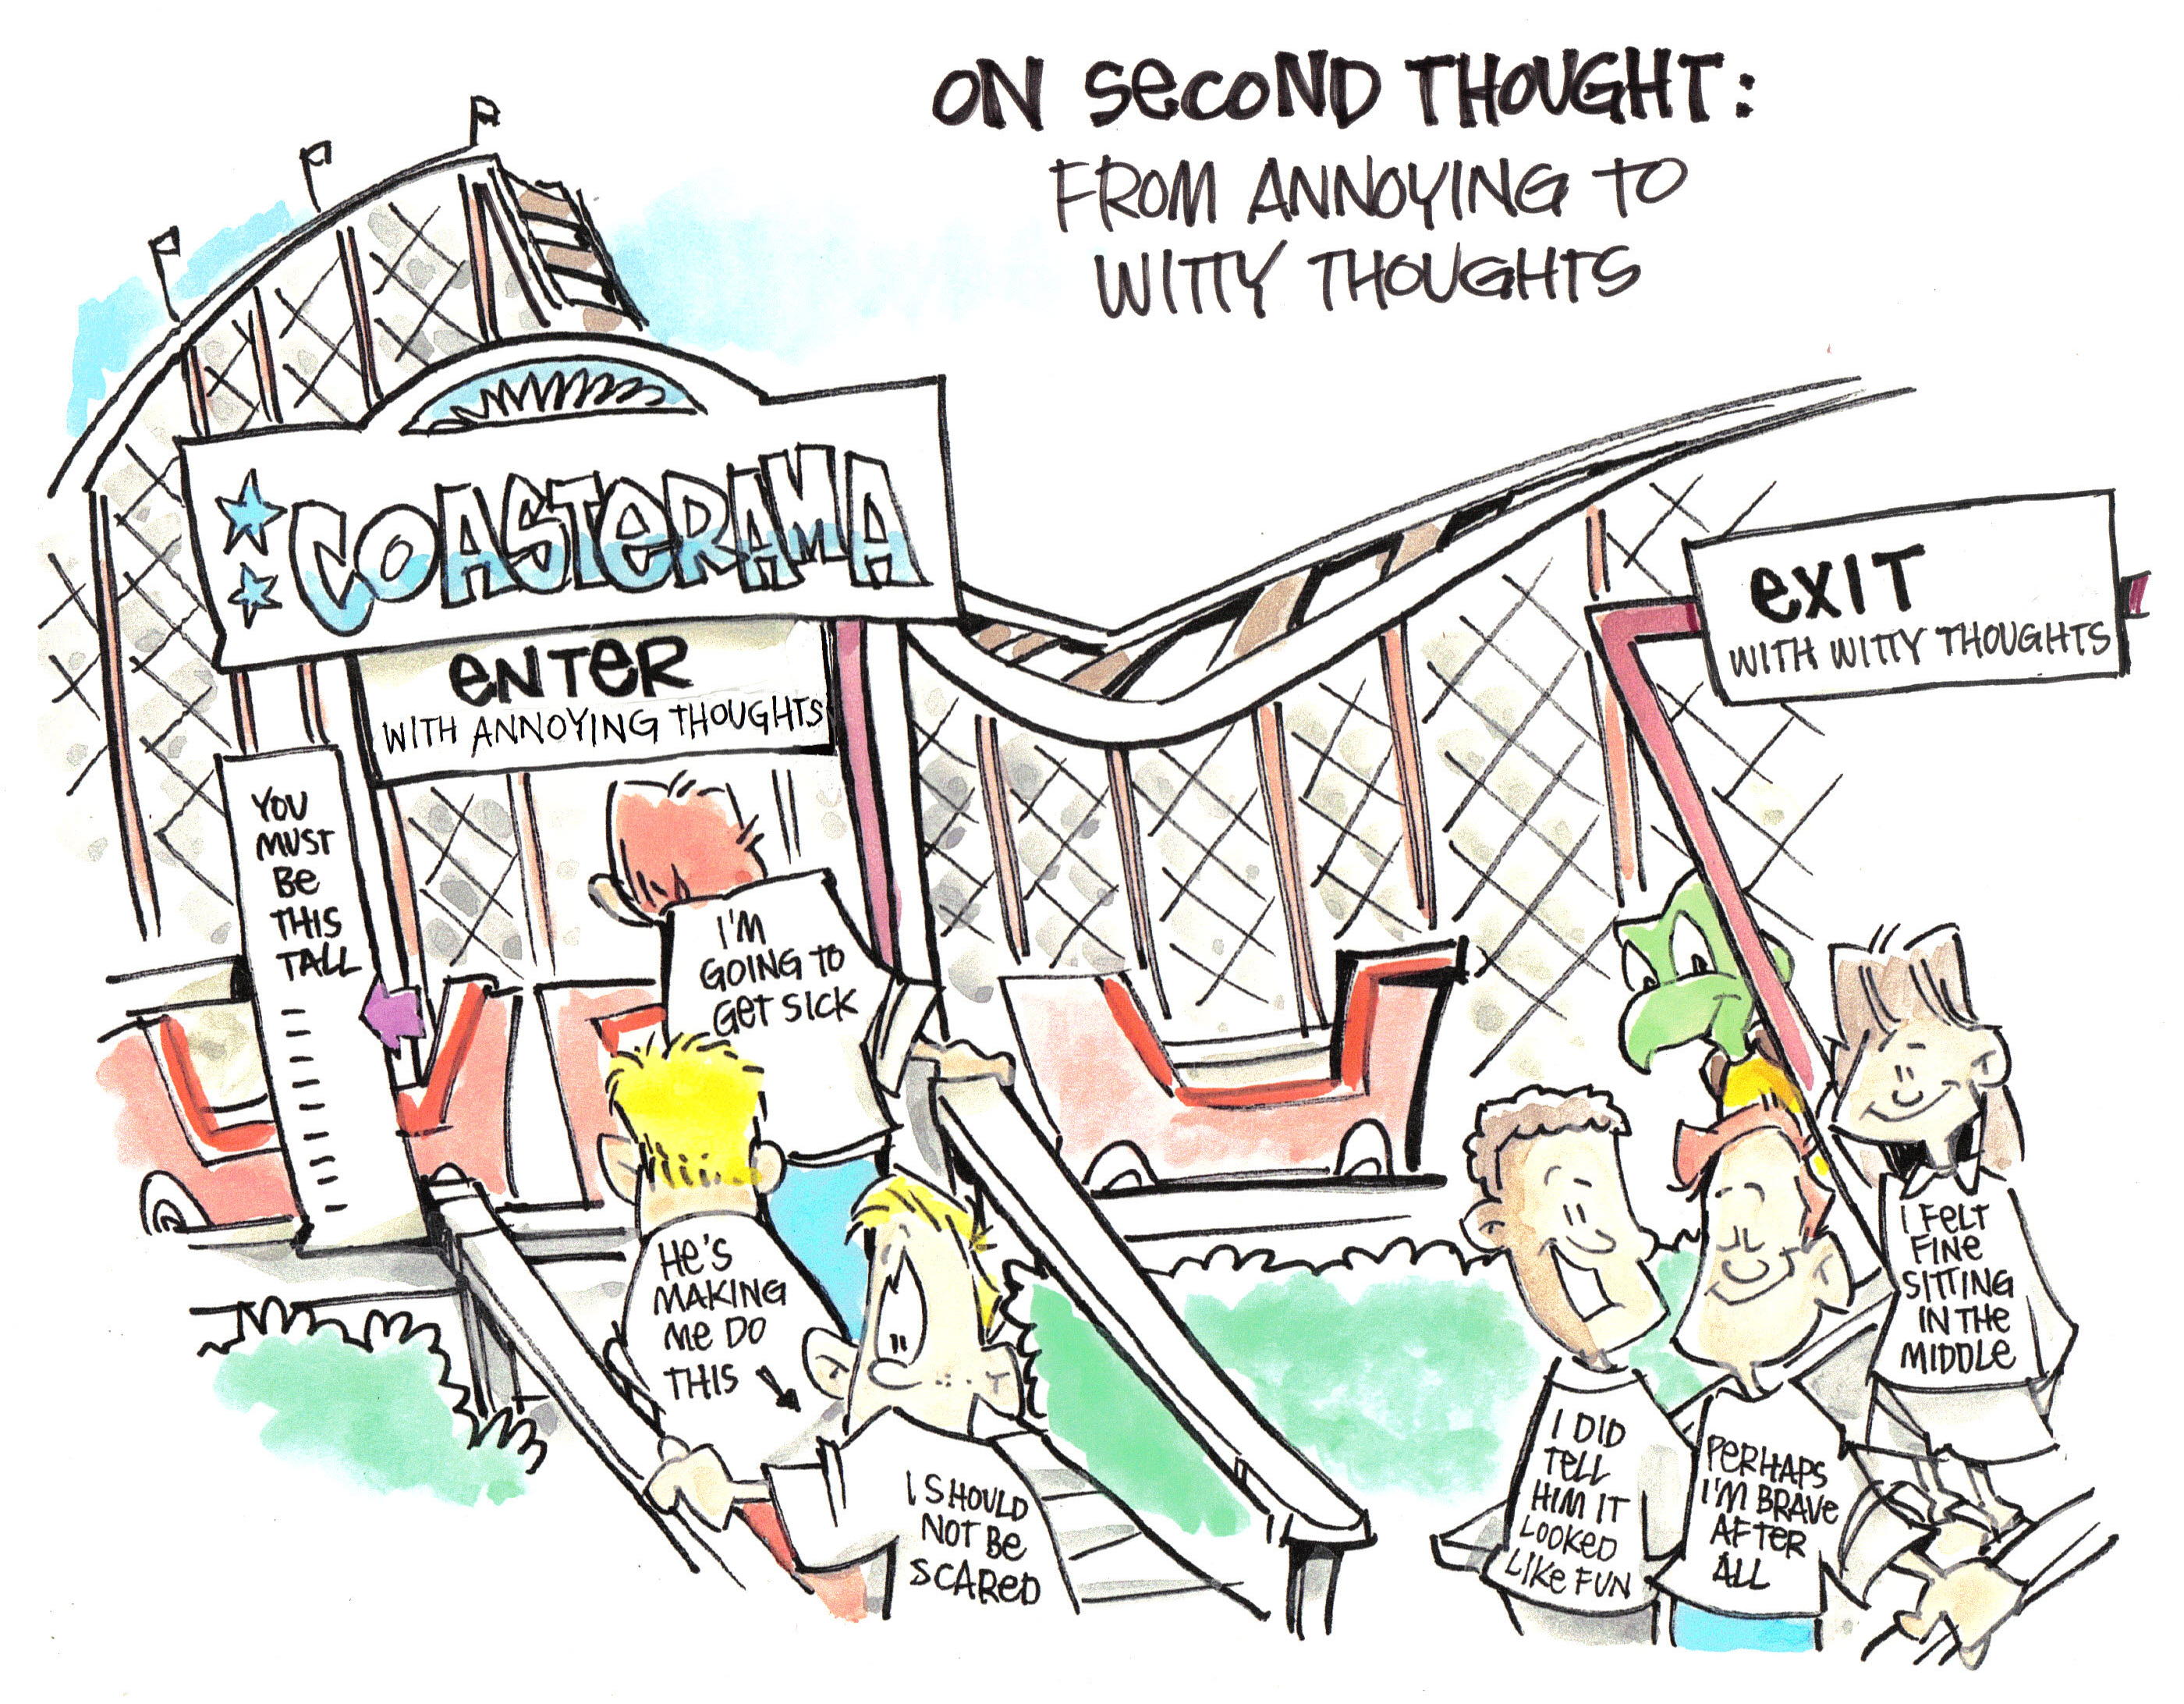 ON SECOND THOUGHT:
FROM ANNOYING TO
WITTY THOUGHTS
COASTERAMA
ENTER
WITH ANNOYING THOUGHTS
EXIT
WITH WITTY THOUGHTS
YOU
MUST
BE
THIS
TALL
I'M
GOING TO
GET SICK
HE'S
MAKING
ME DO
THIS
I SHOULD
NOT BE
SCARED
I DID
TELL
HIM IT
LOOKED
LIKE FUN
PERHAPS
I'M BRAVE
AFTER
ALL
I FELT
FINE
SITTING
IN THE
MIDDLE